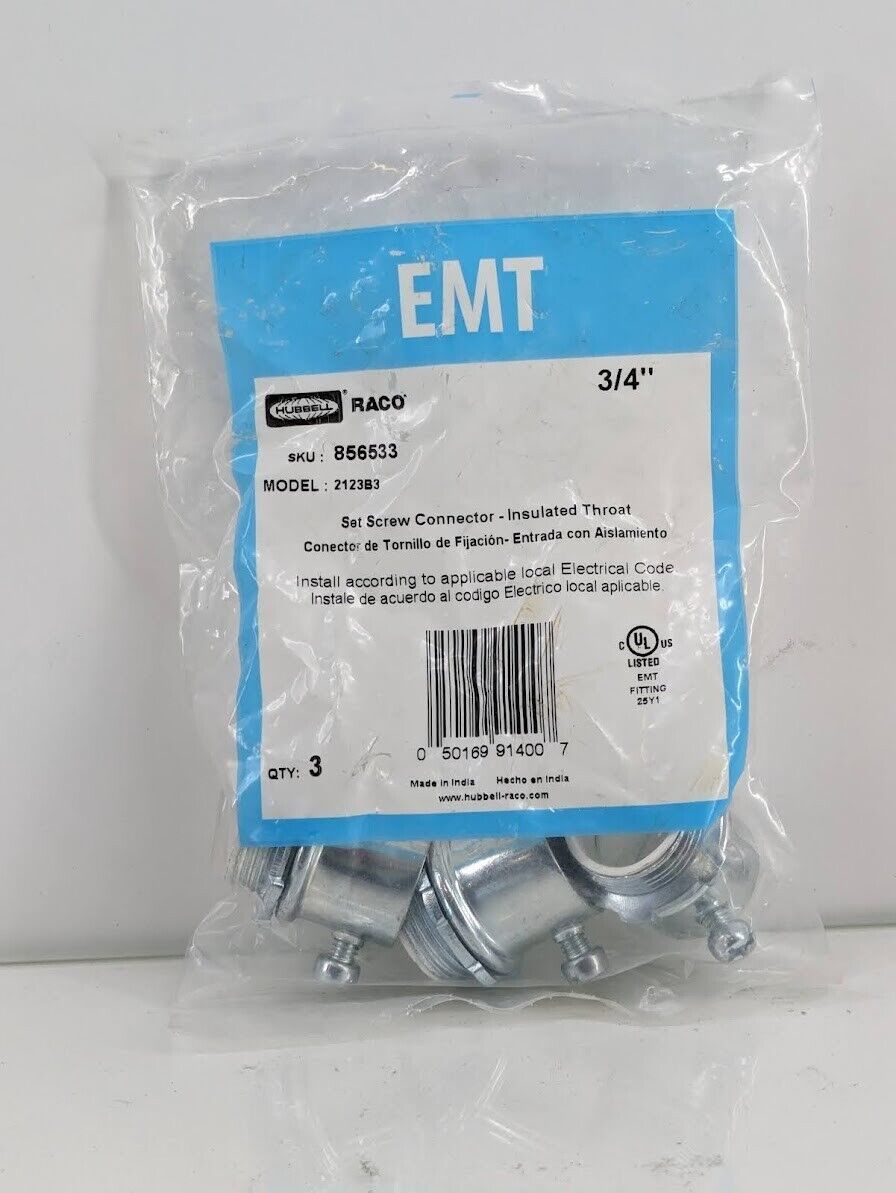 EMT
3/4"
HUBBELL® RACO®
SKU : 856533
MODEL : 2123B3
Set Screw Connector - Insulated Throat
Conector de Tornillo de Fijación- Entrada con Aislamiento
Install according to applicable local Electrical Code
Instale de acuerdo al codigo Electrico local aplicable.
C UL US
LISTED
EMT
FITTING
25Y1
0 50169 91400 7
QTY: 3
Made in India Hecho en India
www.hubbell-raco.com